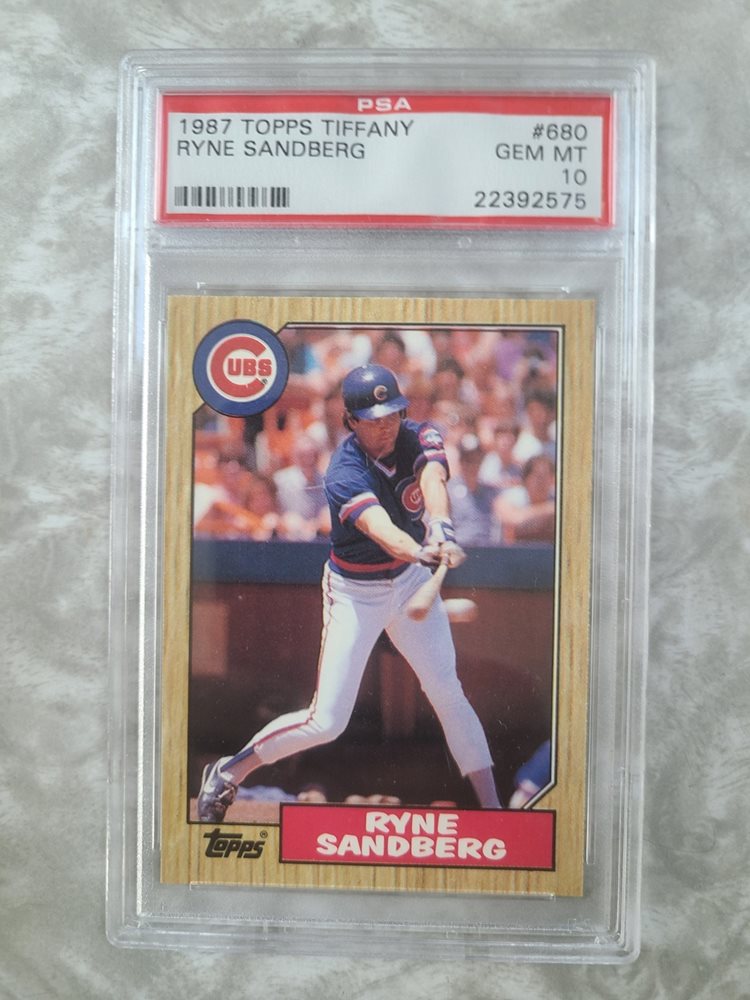 PSA
1987 TOPPS TIFFANY #680
RYNE SANDBERG GEM MT
10
22392575
CUBS®
TOPPS®
RYNE
SANDBERG